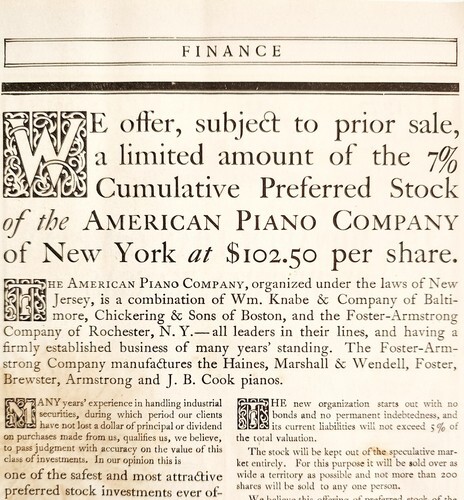 FINANCE
WE offer, subject to prior sale,
a limited amount of the 7%
Cumulative Preferred Stock
of the AMERICAN PIANO COMPANY
of New York at $102.50 per share.
THE AMERICAN PIANO COMPANY, organized under the laws of New
Jersey, is a combination of Wm. Knabe & Company of Balti-
more, Chickering & Sons of Boston, and the Foster-Armstrong
Company of Rochester, N. Y.—all leaders in their lines, and having a
firmly established business of many years' standing. The Foster-Arm-
strong Company manufactures the Haines, Marshall & Wendell, Foster,
Brewster, Armstrong and J. B. Cook pianos.
MANY years' experience in handling industrial
securities, during which period our clients
have not lost a dollar of principal or dividend
on purchases made from us, qualifies us, we believe,
to pass judgment with accuracy on the value of this
class of investments. In our opinion this is
one of the safest and most attractive
preferred stock investments ever of-
THE new organization starts out with no
bonds and no permanent indebtedness, and
its current liabilities will not exceed 5% of
the total valuation.
The stock will be kept out of the speculative mar-
ket entirely. For this purpose it will be sold over as
wide a territory as possible and not more than 200
shares will be sold to any one person.
We believe this offering of preferred stock of the